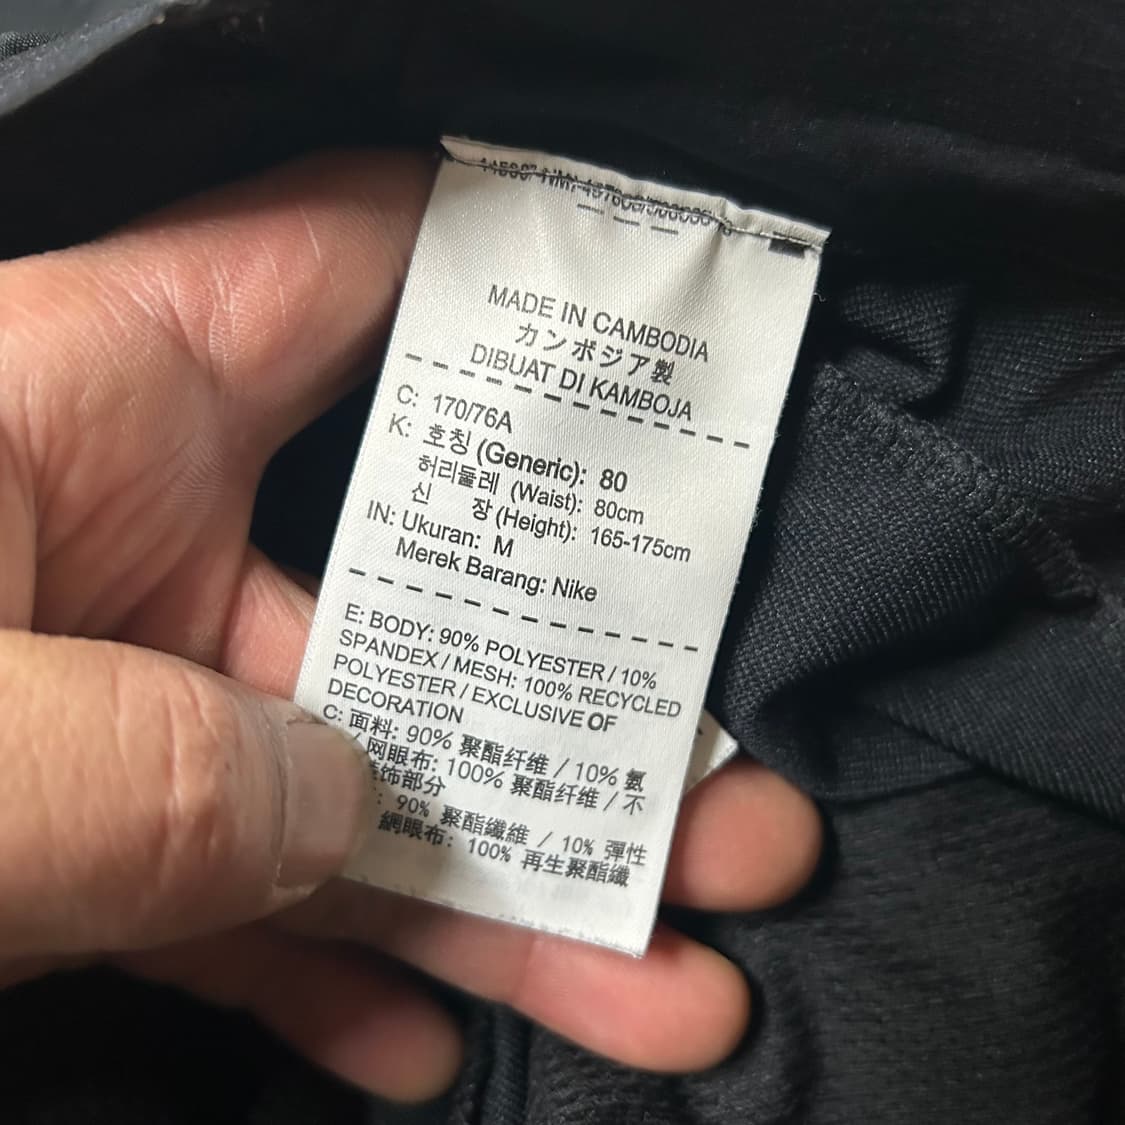 MADE IN CAMBODIA
カンボジア製
DIBUAT DI KAMBOJA
C: 170/76A
K: 호칭 (Generic): 80
허리둘레 (Waist): 80cm
신 장 (Height): 165-175cm
IN: Ukuran: M
Merek Barang: Nike
E: BODY: 90% POLYESTER / 10%
SPANDEX / MESH: 100% RECYCLED
POLYESTER / EXCLUSIVE OF
DECORATION
C: 面料: 90% 聚酯纤维 / 10% 氨
/ 网眼布: 100% 聚酯纤维 / 不
饰部分
: 90% 聚酯纖維 / 10% 彈性
網眼布: 100% 再生聚酯纖